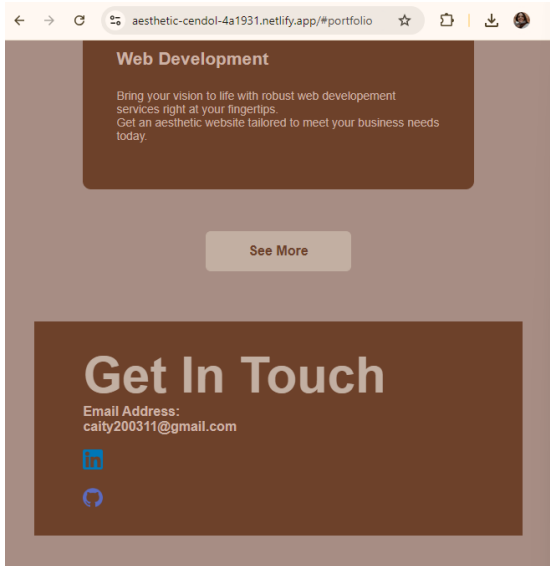 aesthetic-cendol-4a1931.netlify.app/#portfolio
Web Development
Bring your vision to life with robust web developement
services right at your fingertips.
Get an aesthetic website tailored to meet your business needs
today.
See More
Get In Touch
Email Address:
caity200311@gmail.com
in